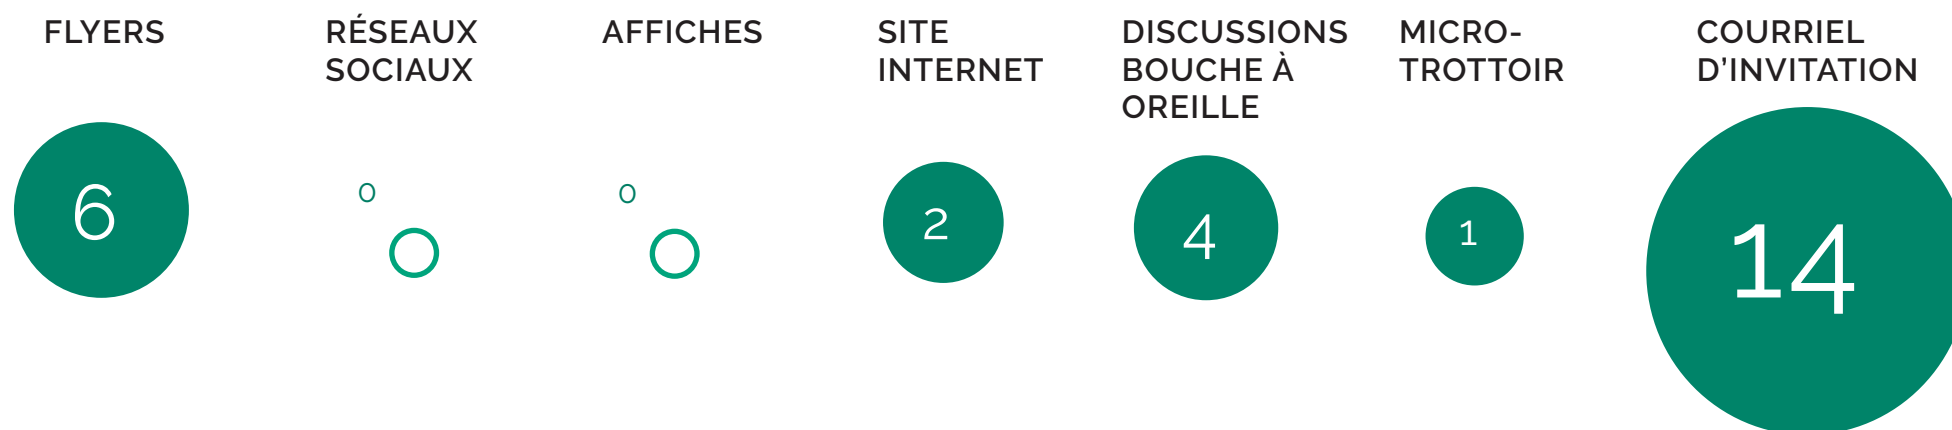 FLYERS
RÉSEAUX
SOCIAUX
AFFICHES
SITE
INTERNET
DISCUSSIONS
BOUCHE À
OREILLE
MICRO-
TROTTOIR
COURRIEL
D'INVITATION
6
0
0
2
4
1
14